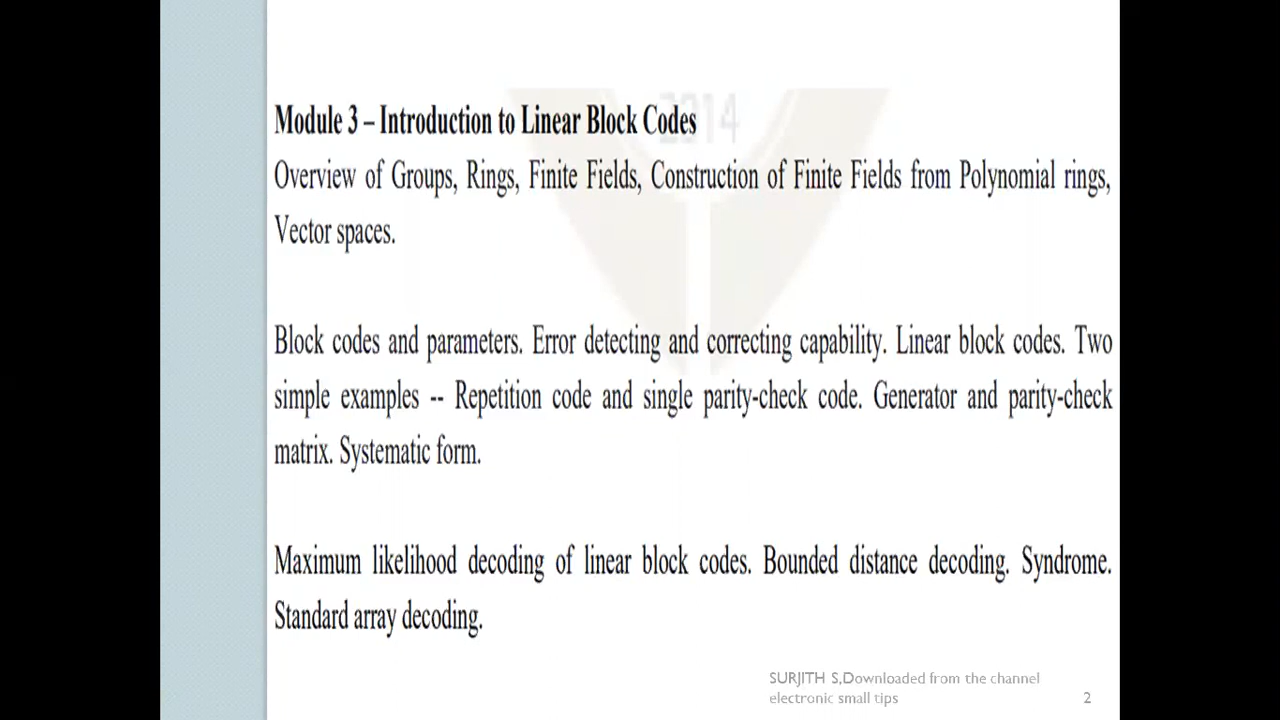 2014
Module 3 – Introduction to Linear Block Codes
Overview of Groups, Rings, Finite Fields, Construction of Finite Fields from Polynomial rings,
Vector spaces.
Block codes and parameters. Error detecting and correcting capability. Linear block codes. Two
simple examples -- Repetition code and single parity-check code. Generator and parity-check
matrix. Systematic form.
Maximum likelihood decoding of linear block codes. Bounded distance decoding. Syndrome.
Standard array decoding.
SURJITH S,Downloaded from the channel
electronic small tips
2